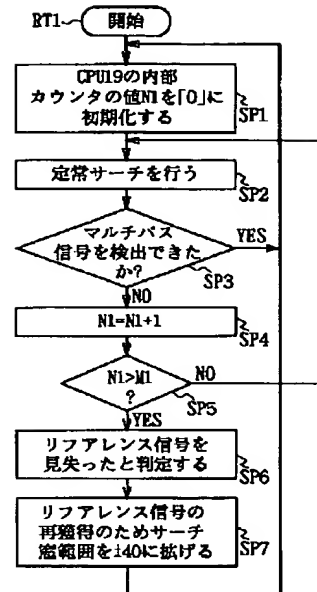 RT1
開始
CPU19の内部
カウンタの値N1を「0」に
初期化する
SP1
定常サーチを行う
SP2
マルチパス
信号を検出できた
か?
YES
SP3
NO
N1=N1+1
SP4
N1>M1
?
NO
SP5
YES
リファレンス信号を
見失ったと判定する
SP6
リファレンス信号の
再獲得のためサーチ
範囲を±40に拡げる
SP7